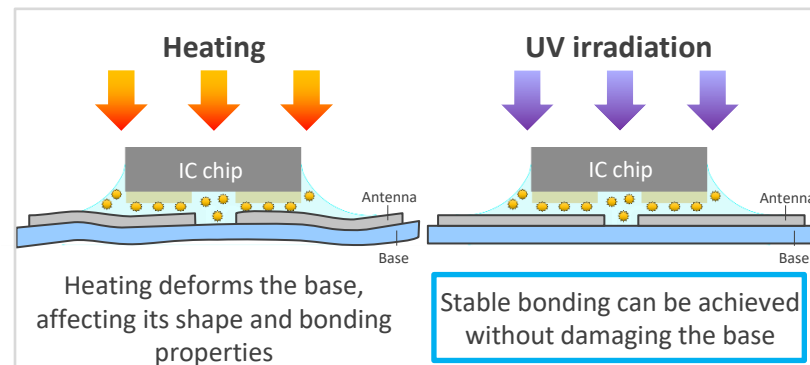 Heating
IC chip
Antenna
Base
Heating deforms the base,
affecting its shape and bonding
properties
UV irradiation
IC chip
Antenna
Base
Stable bonding can be achieved
without damaging the base